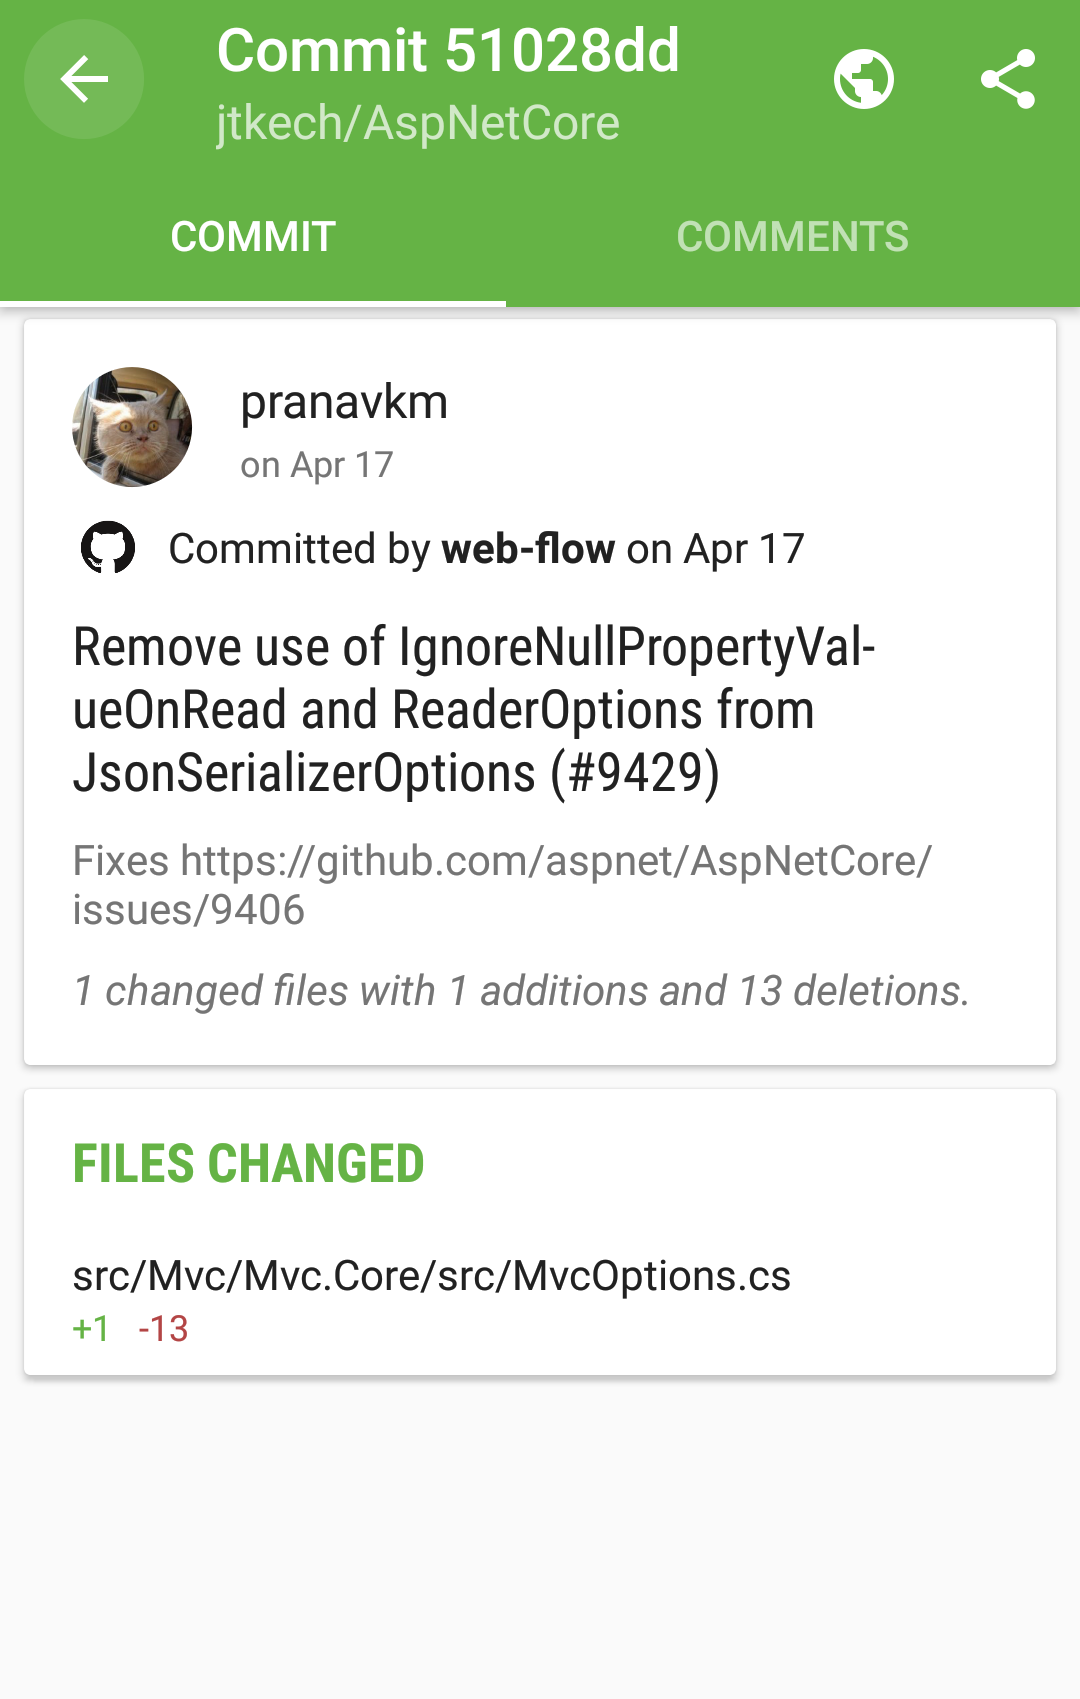 Commit 51028dd
jtkech/AspNetCore
COMMIT
COMMENTS
pranavkm
on Apr 17
Committed by web-flow on Apr 17
Remove use of IgnoreNullPropertyVal-
ueOnRead and ReaderOptions from
JsonSerializerOptions (#9429)
Fixes https://github.com/aspnet/AspNetCore/
issues/9406
1 changed files with 1 additions and 13 deletions.
FILES CHANGED
src/Mvc/Mvc.Core/src/MvcOptions.cs
+1 -13